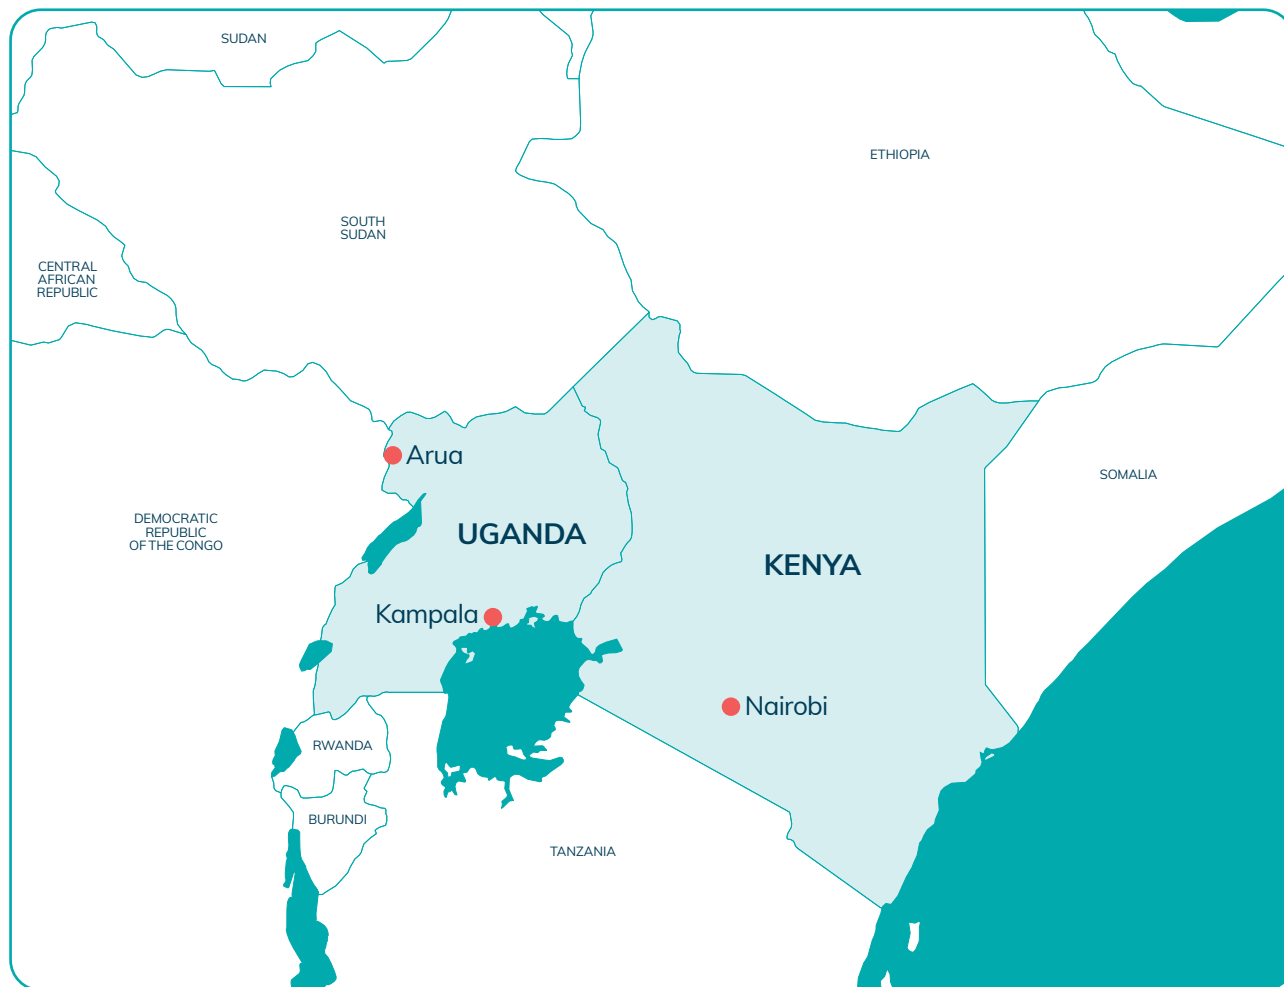 SUDAN
ETHIOPIA
SOUTH
SUDAN
CENTRAL
AFRICAN
REPUBLIC
Arua
SOMALIA
DEMOCRATIC
REPUBLIC
OF THE CONGO
UGANDA
KENYA
Kampala
Nairobi
RWANDA
BURUNDI
TANZANIA